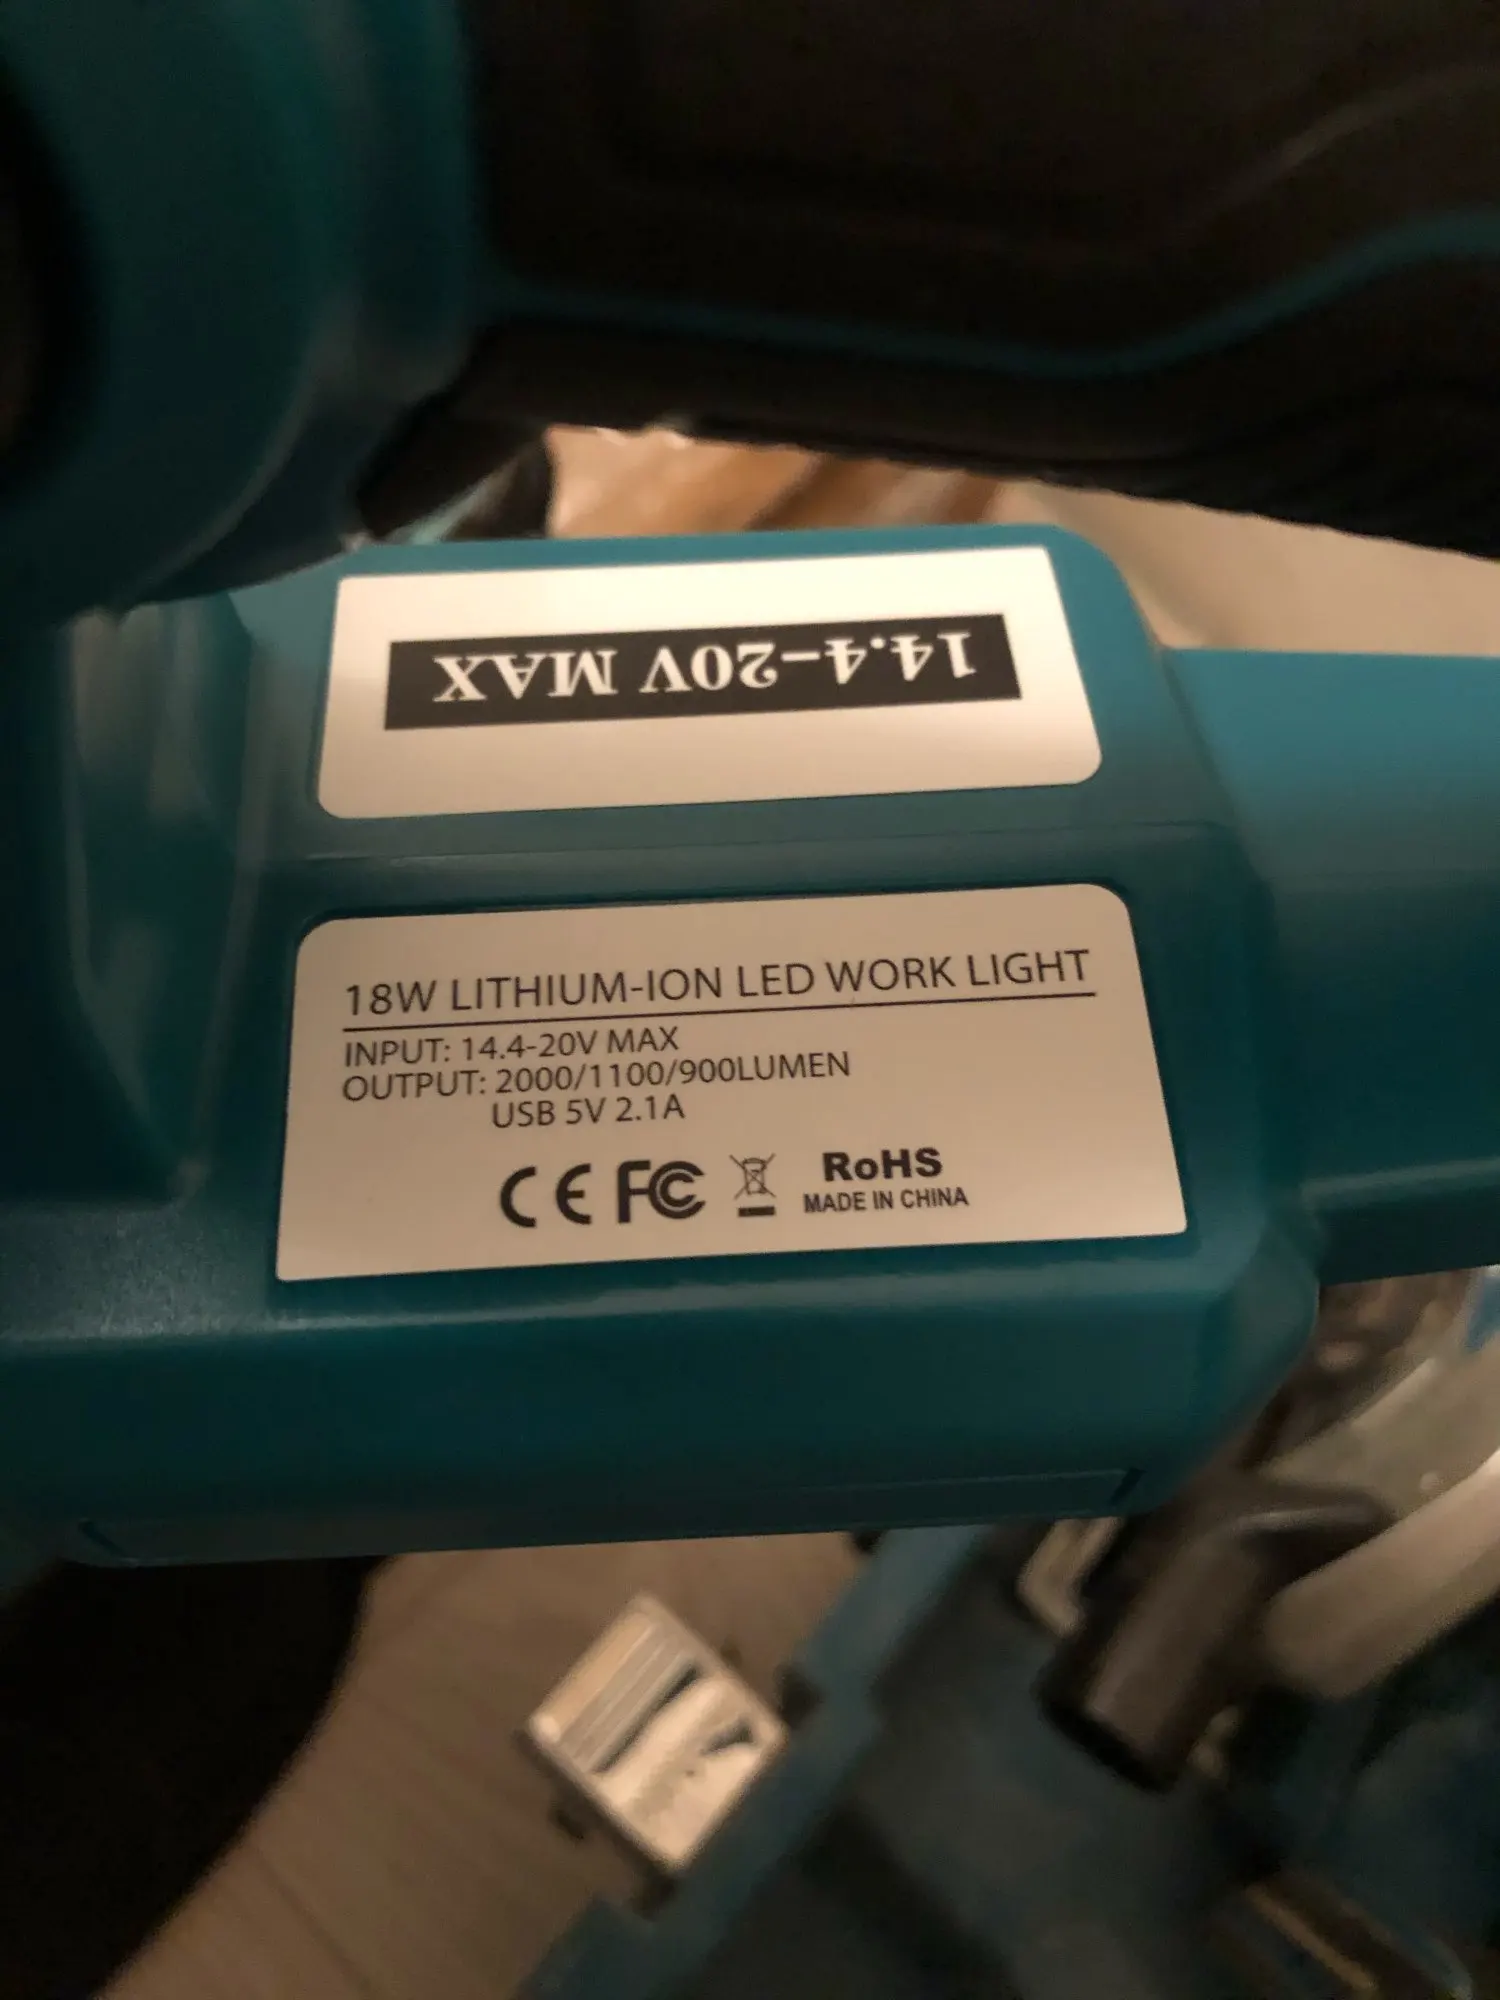 14.4-20V MAX
18W LITHIUM-ION LED WORK LIGHT
INPUT: 14.4-20V MAX
OUTPUT: 2000/1100/900LUMEN
USB 5V 2.1A
CE FC RoHS
MADE IN CHINA